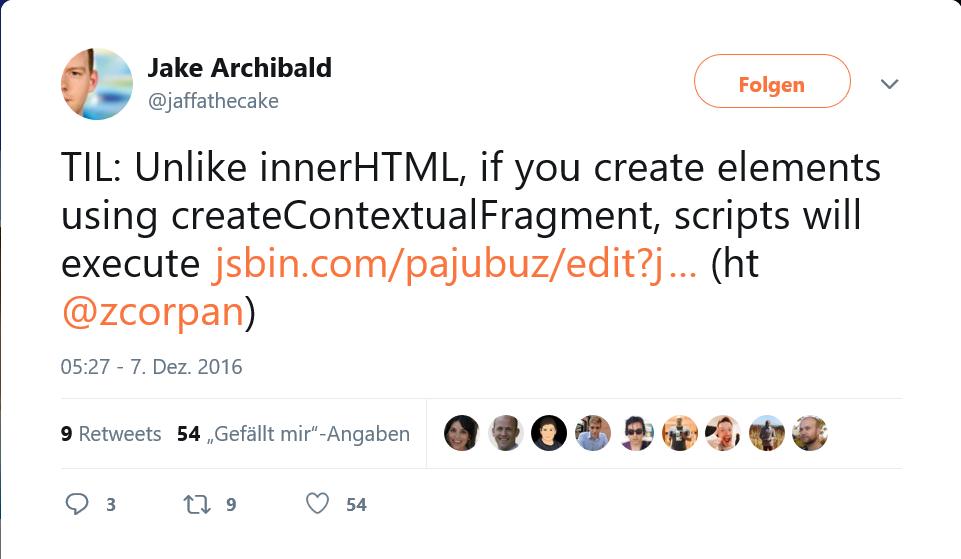 Jake Archibald
@jaffathecake
Folgen
TIL: Unlike innerHTML, if you create elements
using createContextualFragment, scripts will
execute jsbin.com/pajubuz/edit?j… (ht
@zcorpan)
05:27 - 7. Dez. 2016
9 Retweets 54 „Gefällt mir“-Angaben
3 9 54